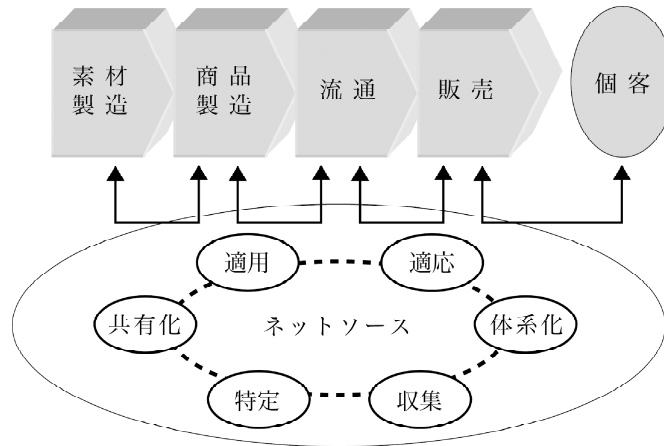 素材
製造
商品
製造
流通
販売
個客
適用
適応
共有化
ネットソース
体系化
特定
収集